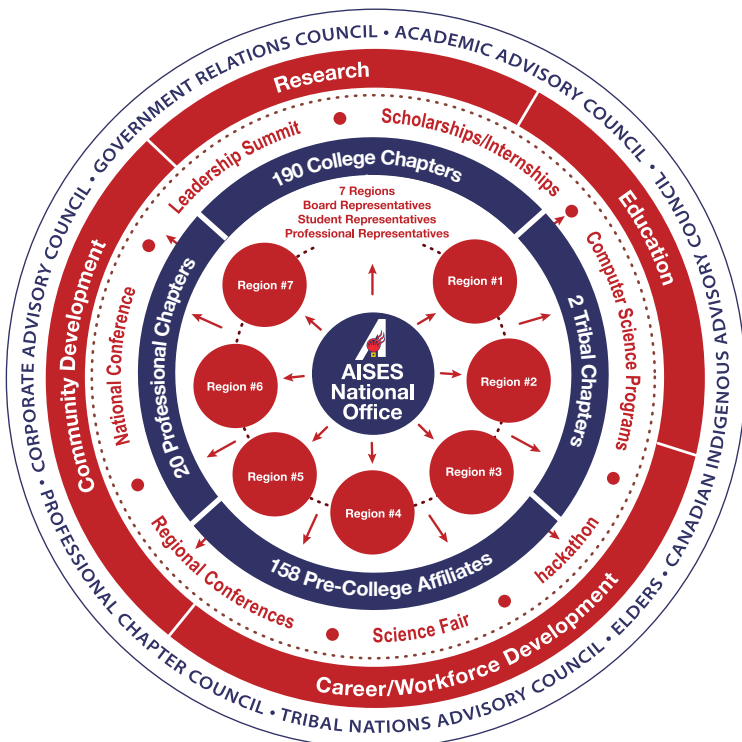 GOVERNMENT RELATIONS COUNCIL • ACADEMIC ADVISORY COUNCIL • CANADIAN INDIGENOUS ADVISORY COUNCIL • ELDERS • TRIBAL NATIONS ADVISORY COUNCIL • PROFESSIONAL CHAPTER COUNCIL • CORPORATE ADVISORY COUNCIL •
Research
Education
Career/Workforce Development
Community Development
Leadership Summit
Scholarships/Internships
Computer Science Programs
hackathon
Science Fair
Regional Conferences
National Conference
190 College Chapters
2 Tribal Chapters
158 Pre-College Affiliates
20 Professional Chapters
7 Regions
Board Representatives
Student Representatives
Professional Representatives
Region #1
Region #2
Region #3
Region #4
Region #5
Region #6
Region #7
AISES
National
Office